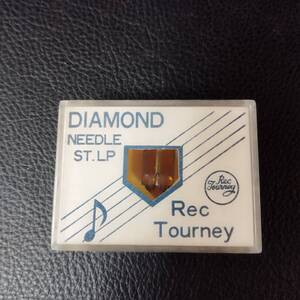 DIAMOND
NEEDLE
ST. LP
Rec
Tourney
Rec
Tourney